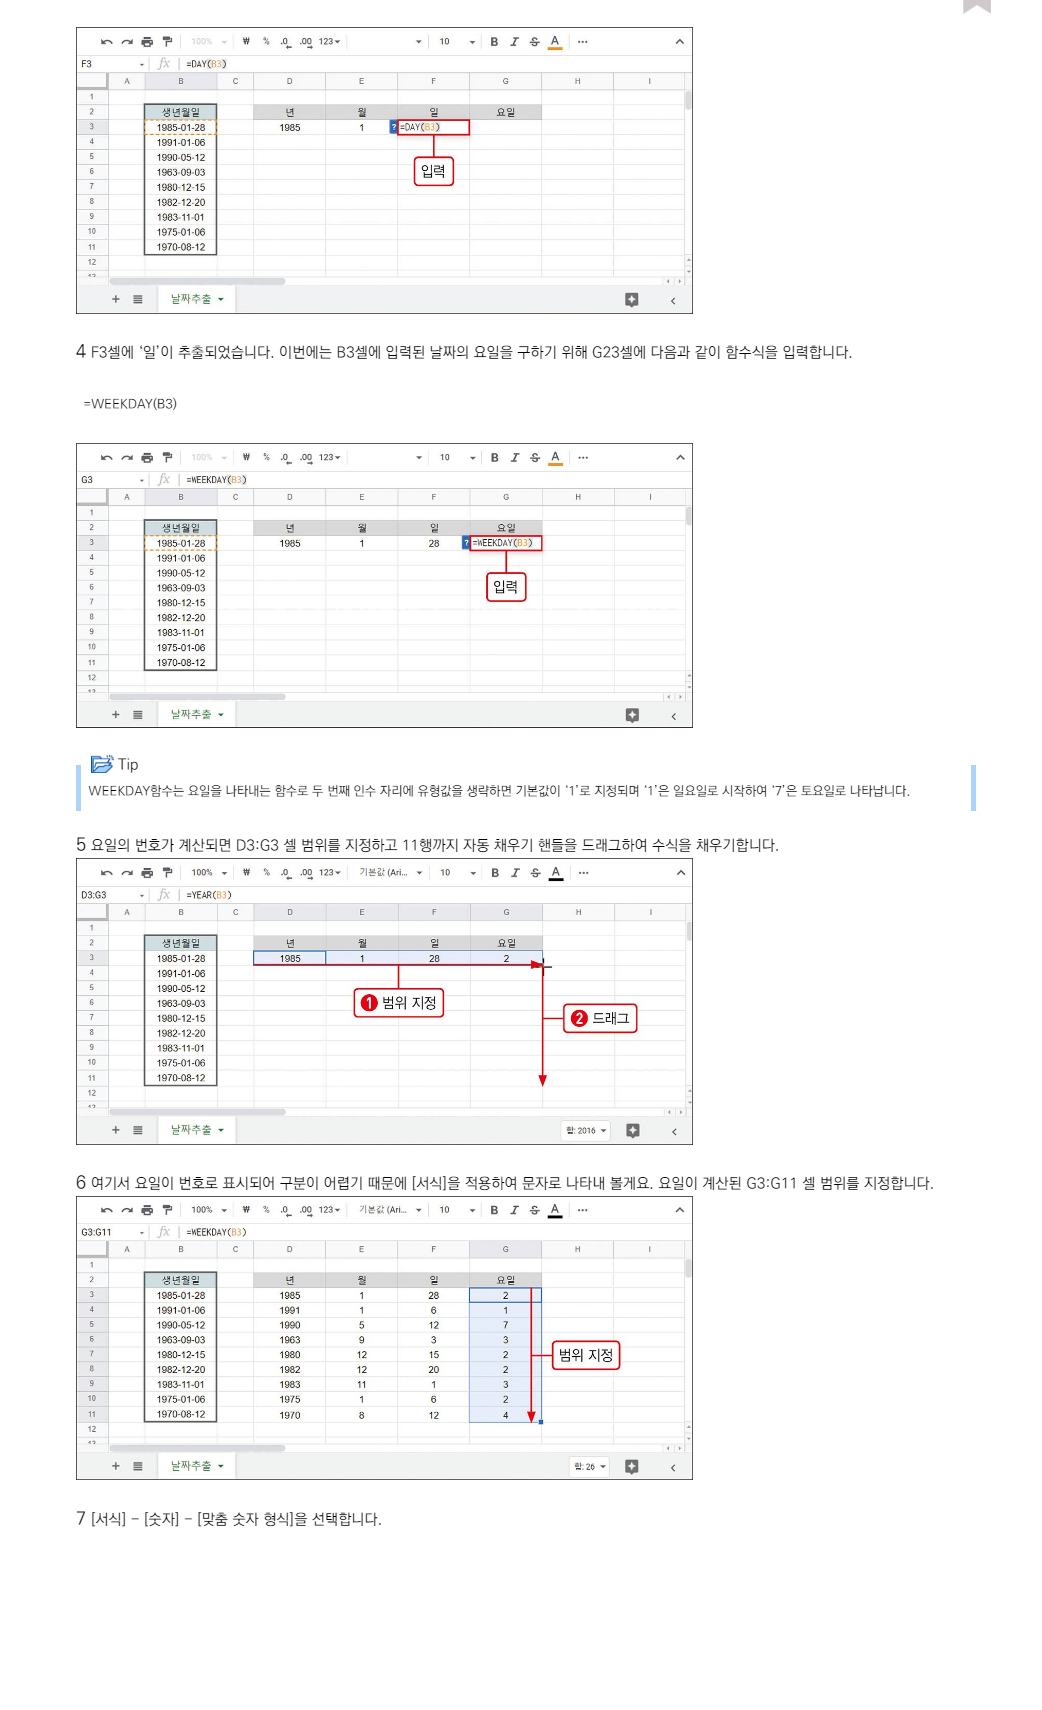 100% ₩ % .0 .00 123 10 B I S A ···
F3 fx =DAY(B3)
A B C D E F G H I
1
2 생년월일 년 월 일 요일
3 1985-01-28 1985 1 ? =DAY(B3)
4 1991-01-06
5 1990-05-12
6 1963-09-03
입력
7 1980-12-15
8 1982-12-20
9 1983-11-01
10 1975-01-06
11 1970-08-12
12
13
+ 날짜추출
4 F3셀에 ‘일’이 추출되었습니다. 이번에는 B3셀에 입력된 날짜의 요일을 구하기 위해 G23셀에 다음과 같이 함수식을 입력합니다.
=WEEKDAY(B3)
100% ₩ % .0 .00 123 10 B I S A ···
G3 fx =WEEKDAY(B3)
A B C D E F G H I
1
2 생년월일 년 월 일 요일
3 1985-01-28 1985 1 28 ? =WEEKDAY(B3)
4 1991-01-06
5 1990-05-12
6 1963-09-03
입력
7 1980-12-15
8 1982-12-20
9 1983-11-01
10 1975-01-06
11 1970-08-12
12
13
+ 날짜추출
Tip
WEEKDAY함수는 요일을 나타내는 함수로 두 번째 인수 자리에 유형값을 생략하면 기본값이 ‘1’로 지정되며 ‘1’은 일요일로 시작하여 ‘7’은 토요일로 나타납니다.
5 요일의 번호가 계산되면 D3:G3 셀 범위를 지정하고 11행까지 자동 채우기 핸들을 드래그하여 수식을 채우기합니다.
100% ₩ % .0 .00 123 기본값 (Ari... 10 B I S A ···
D3:G3 fx =YEAR(B3)
A B C D E F G H I
1
2 생년월일 년 월 일 요일
3 1985-01-28 1985 1 28 2
4 1991-01-06
5 1990-05-12
6 1963-09-03
1 범위 지정
7 1980-12-15
2 드래그
8 1982-12-20
9 1983-11-01
10 1975-01-06
11 1970-08-12
12
13
+ 날짜추출 합: 2016
6 여기서 요일이 번호로 표시되어 구분이 어렵기 때문에 [서식]을 적용하여 문자로 나타내 볼게요. 요일이 계산된 G3:G11 셀 범위를 지정합니다.
100% ₩ % .0 .00 123 기본값 (Ari... 10 B I S A ···
G3:G11 fx =WEEKDAY(B3)
A B C D E F G H I
1
2 생년월일 년 월 일 요일
3 1985-01-28 1985 1 28 2
4 1991-01-06 1991 1 6 1
5 1990-05-12 1990 5 12 7
6 1963-09-03 1963 9 3 3
7 1980-12-15 1980 12 15 2
범위 지정
8 1982-12-20 1982 12 20 2
9 1983-11-01 1983 11 1 3
10 1975-01-06 1975 1 6 2
11 1970-08-12 1970 8 12 4
12
13
+ 날짜추출 합: 26
7 [서식] - [숫자] - [맞춤 숫자 형식]을 선택합니다.